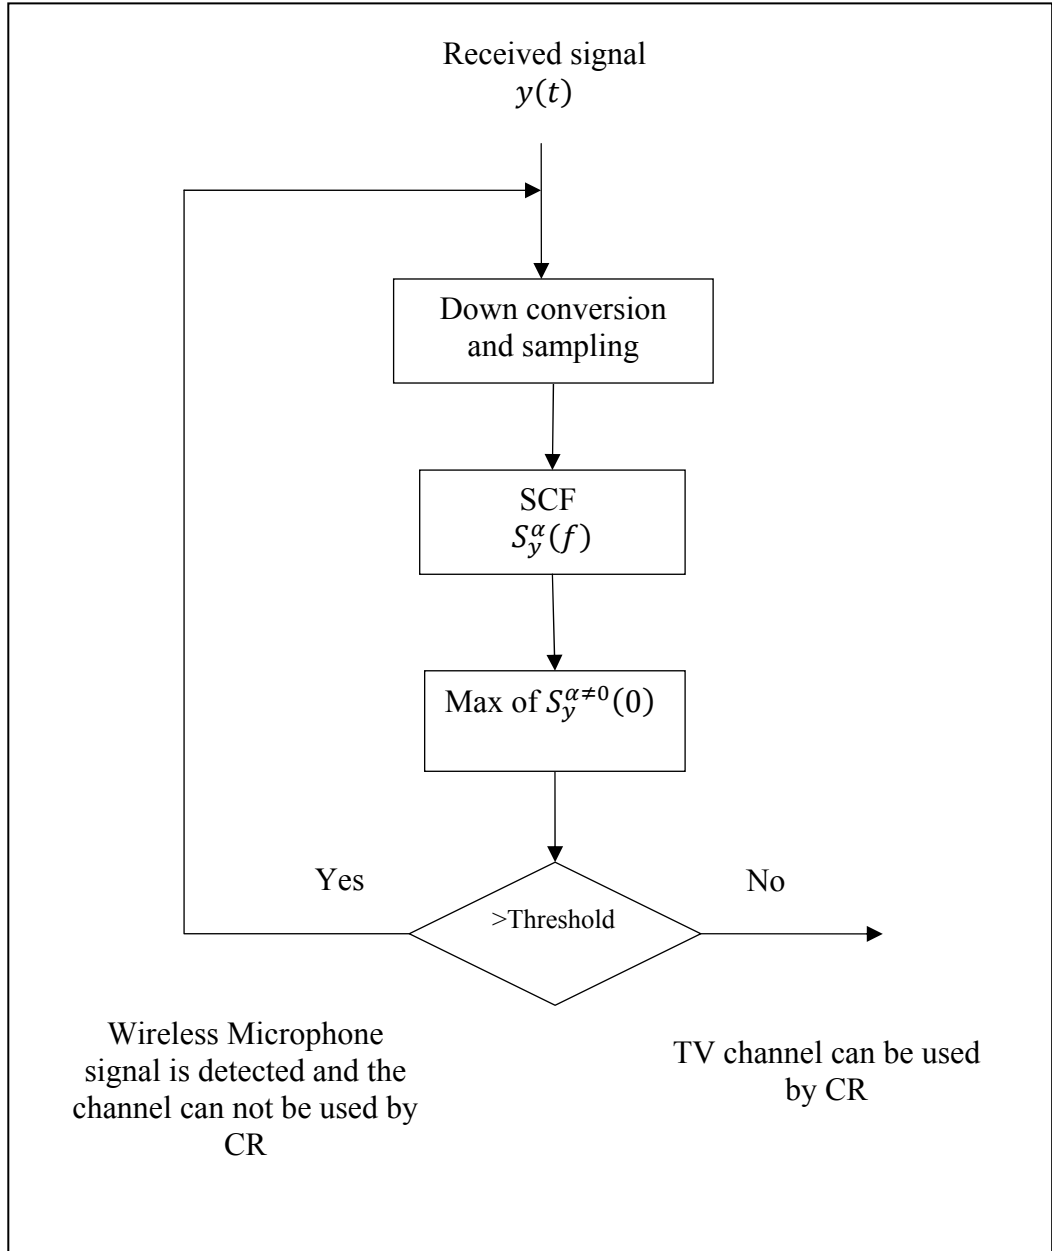 Received signal
𝑦(𝑡)
Down conversion
and sampling
SCF
𝑆_𝑦^𝛼(𝑓)
Max of 𝑆_𝑦^{𝛼≠0}(0)
Yes
No
>Threshold
Wireless Microphone
signal is detected and the
channel can not be used by
CR
TV channel can be used
by CR